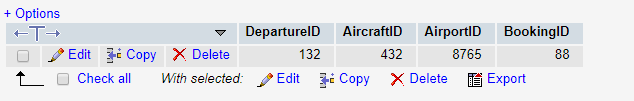 + Options
DepartureID AircraftID AirportID BookingID
Edit Copy Delete 132 432 8765 88
Check all With selected: Edit Copy Delete Export